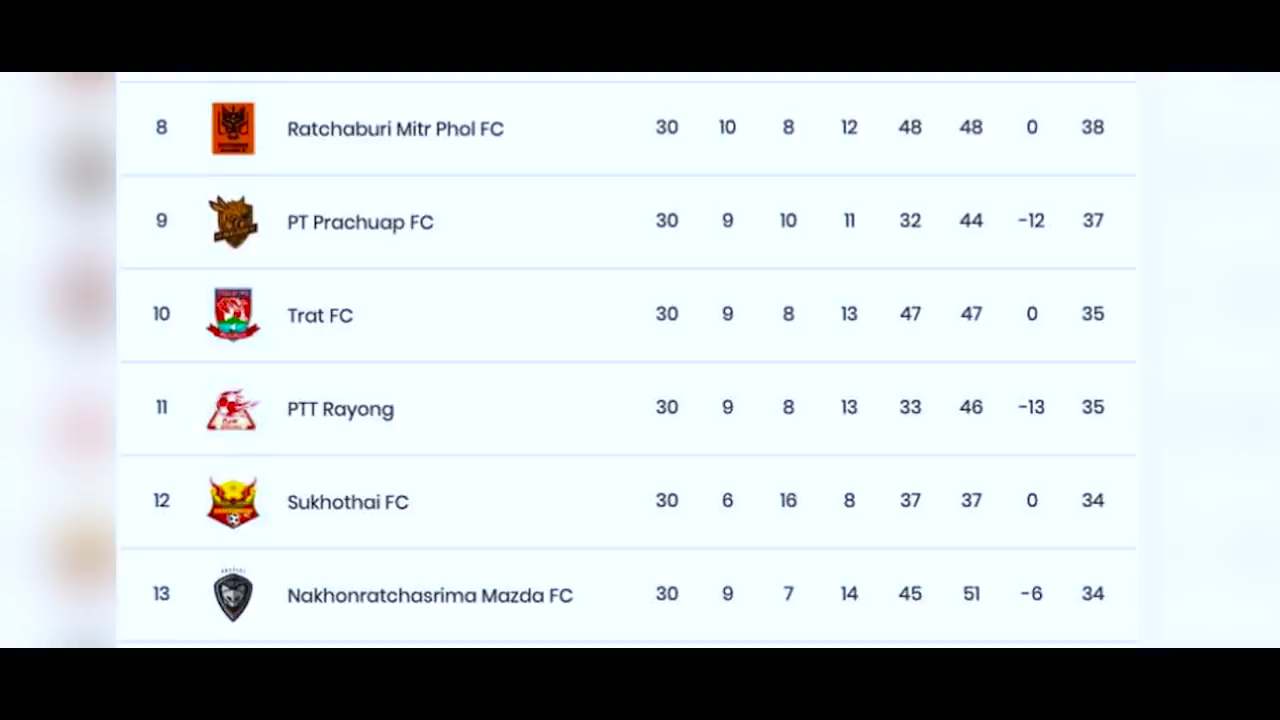 8 Ratchaburi Mitr Phol FC 30 10 8 12 48 48 0 38
9 PT Prachuap FC 30 9 10 11 32 44 -12 37
10 Trat FC 30 9 8 13 47 47 0 35
11 PTT Rayong 30 9 8 13 33 46 -13 35
12 Sukhothai FC 30 6 16 8 37 37 0 34
13 Nakhonratchasrima Mazda FC 30 9 7 14 45 51 -6 34